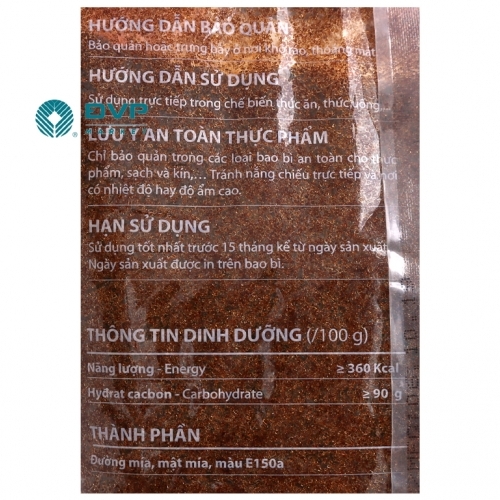 HƯỚNG DẪN BẢO QUẢN
Bảo quản hoặc trưng bày ở nơi khô ráo, thoáng mát.
HƯỚNG DẪN SỬ DỤNG
Sử dụng trực tiếp trong chế biến thức ăn, thức uống...
DVP
LƯU Ý AN TOÀN THỰC PHẨM
Chỉ bảo quản trong các loại bao bì an toàn cho thực
phẩm, sạch và kín,... Tránh nắng chiếu trực tiếp và nơi
có nhiệt độ hay độ ẩm cao.
HẠN SỬ DỤNG
Sử dụng tốt nhất trước 15 tháng kể từ ngày sản xuất.
Ngày sản xuất được in trên bao bì.
THÔNG TIN DINH DƯỠNG (/100 g)
Năng lượng - Energy ≥ 360 Kcal
Hydrat cacbon - Carbohydrate ≥ 90 g
THÀNH PHẦN
Đường mía, mật mía, màu E150a